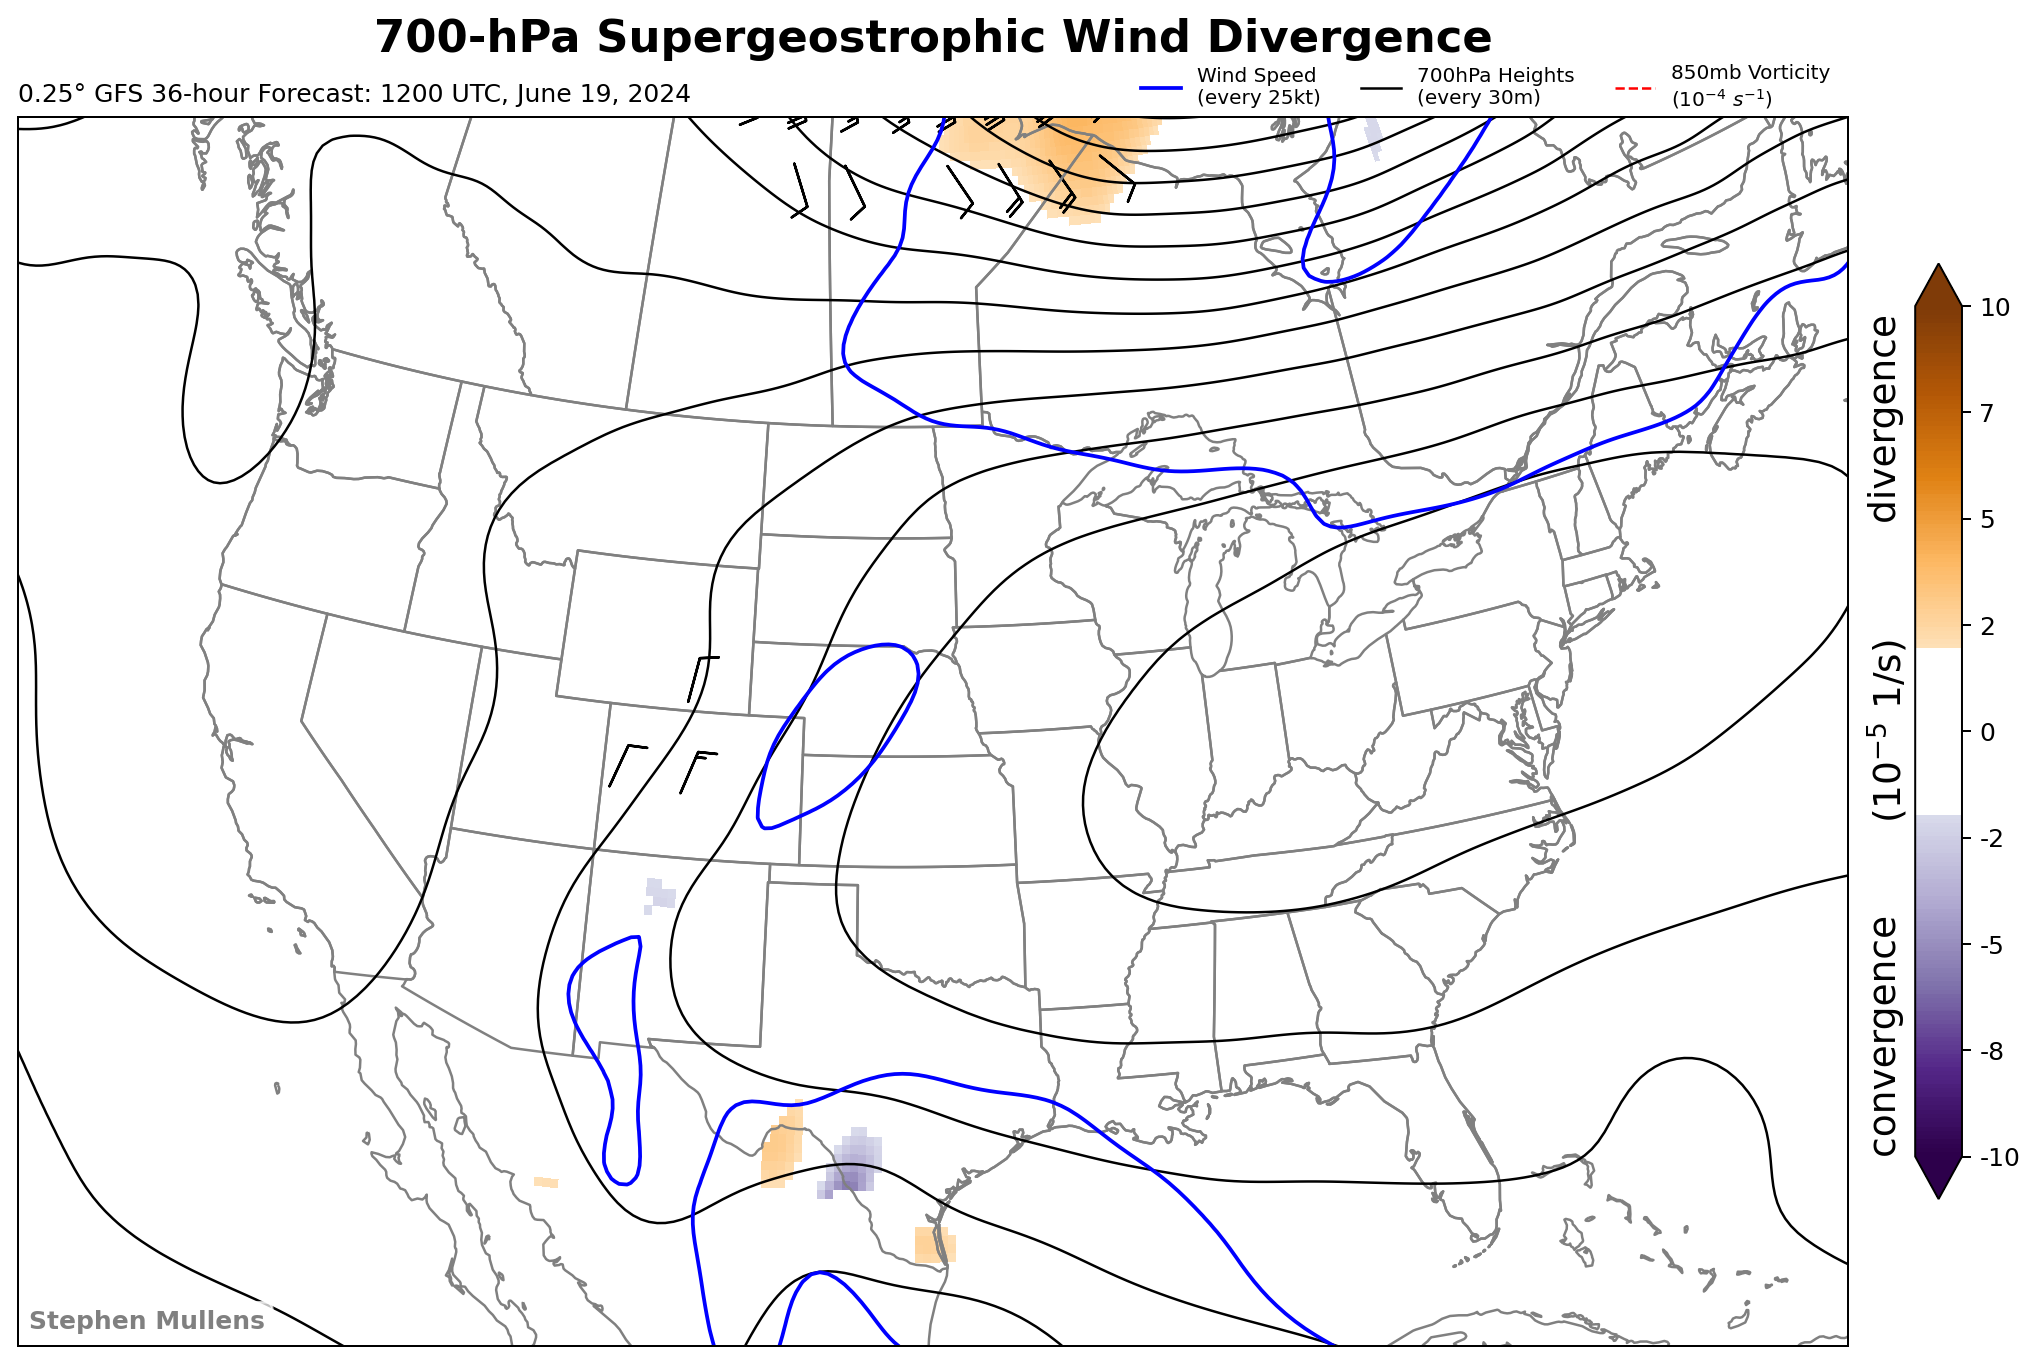 700-hPa Supergeostrophic Wind Divergence
0.25° GFS 36-hour Forecast: 1200 UTC, June 19, 2024
Wind Speed
(every 25kt)
700hPa Heights
(every 30m)
850mb Vorticity
(10⁻⁴ s⁻¹)
10
7
5
2
0
-2
-5
-8
-10
convergence (10⁻⁵ 1/s) divergence
Stephen Mullens